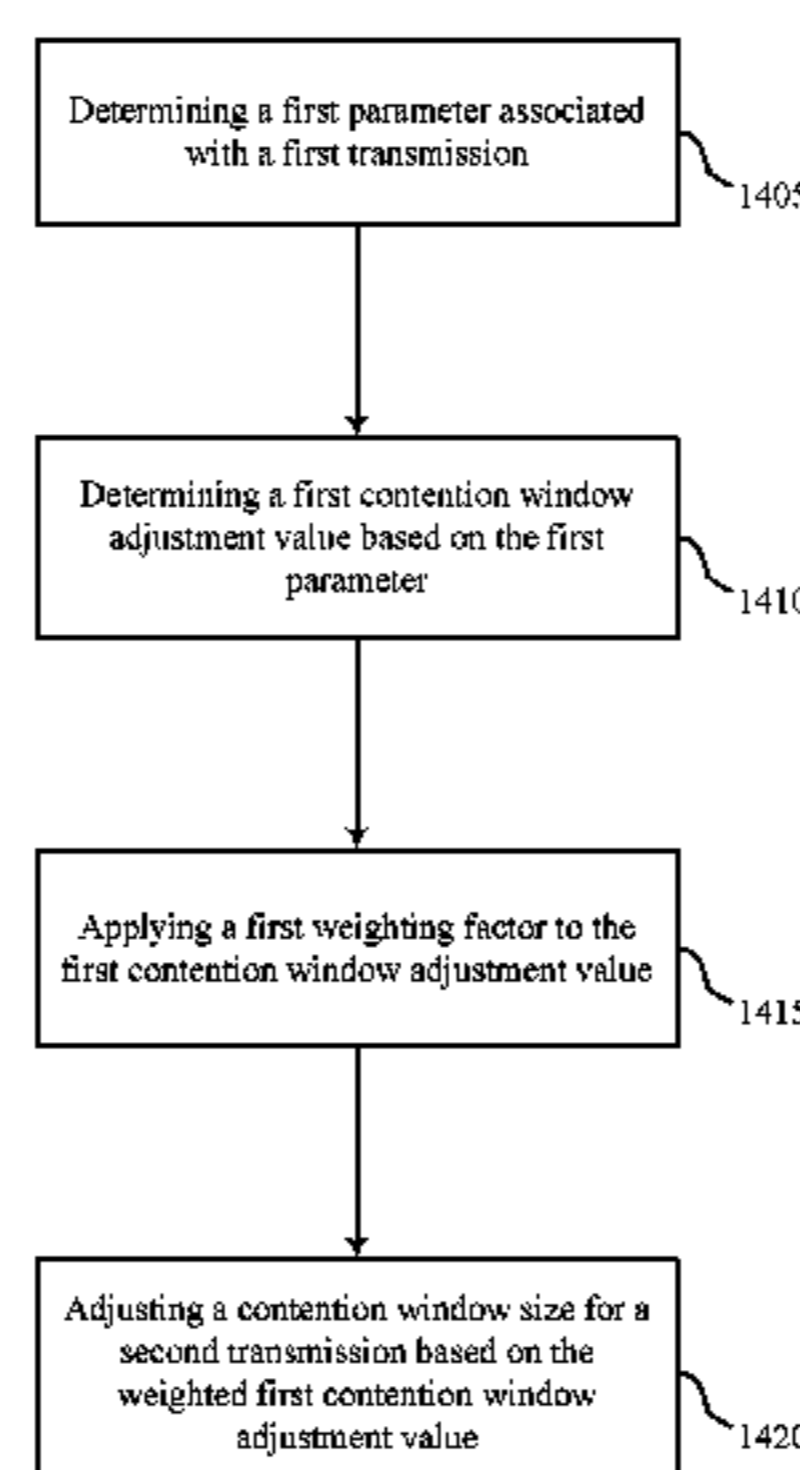 Determining a first parameter associated
with a first transmission
1405
Determining a first contention window
adjustment value based on the first
parameter
1410
Applying a first weighting factor to the
first contention window adjustment value
1415
Adjusting a contention window size for a
second transmission based on the
weighted first contention window
adjustment value
1420